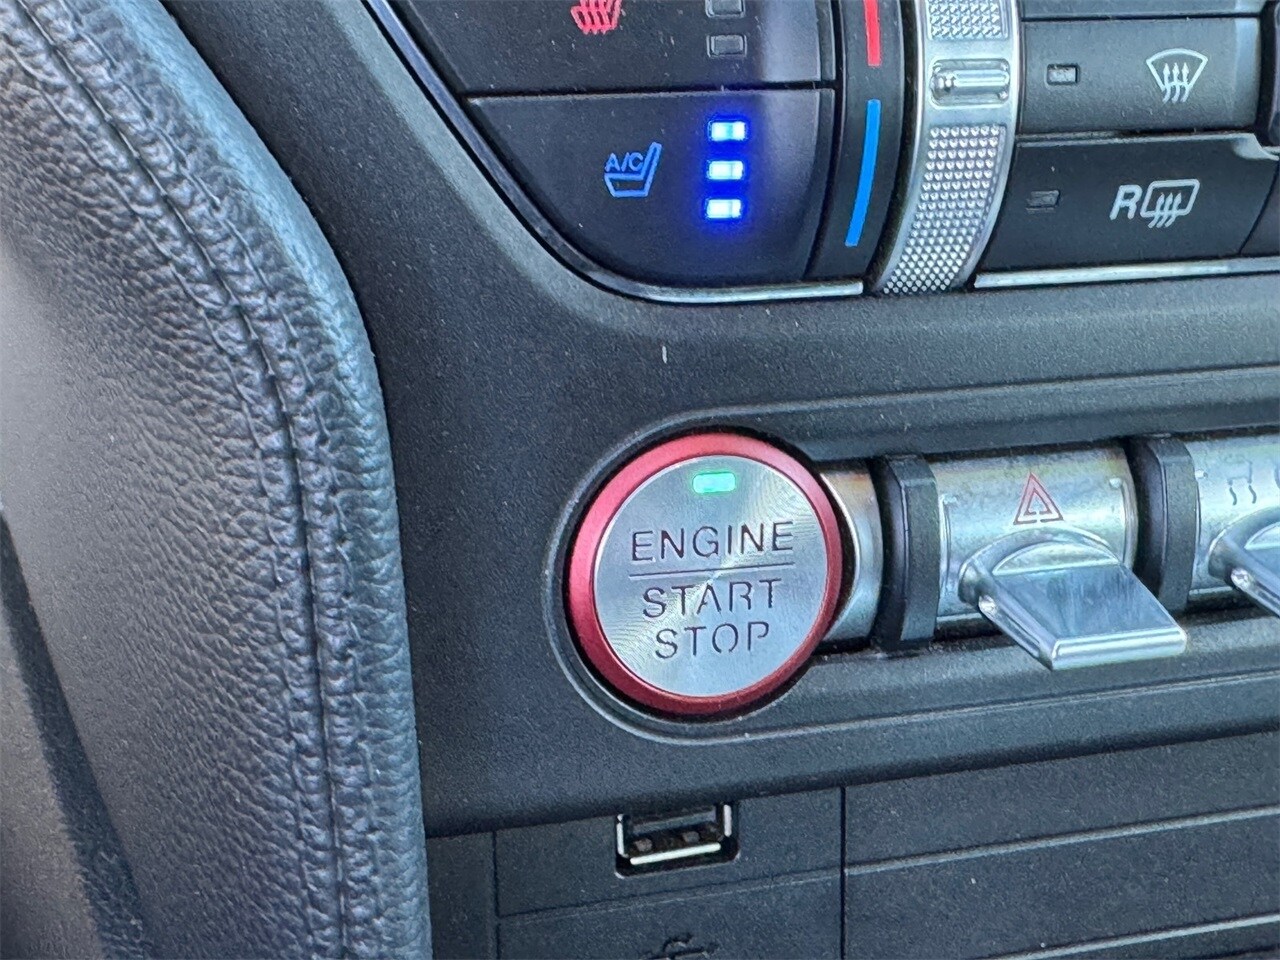 A/C
R
ENGINE
START
STOP